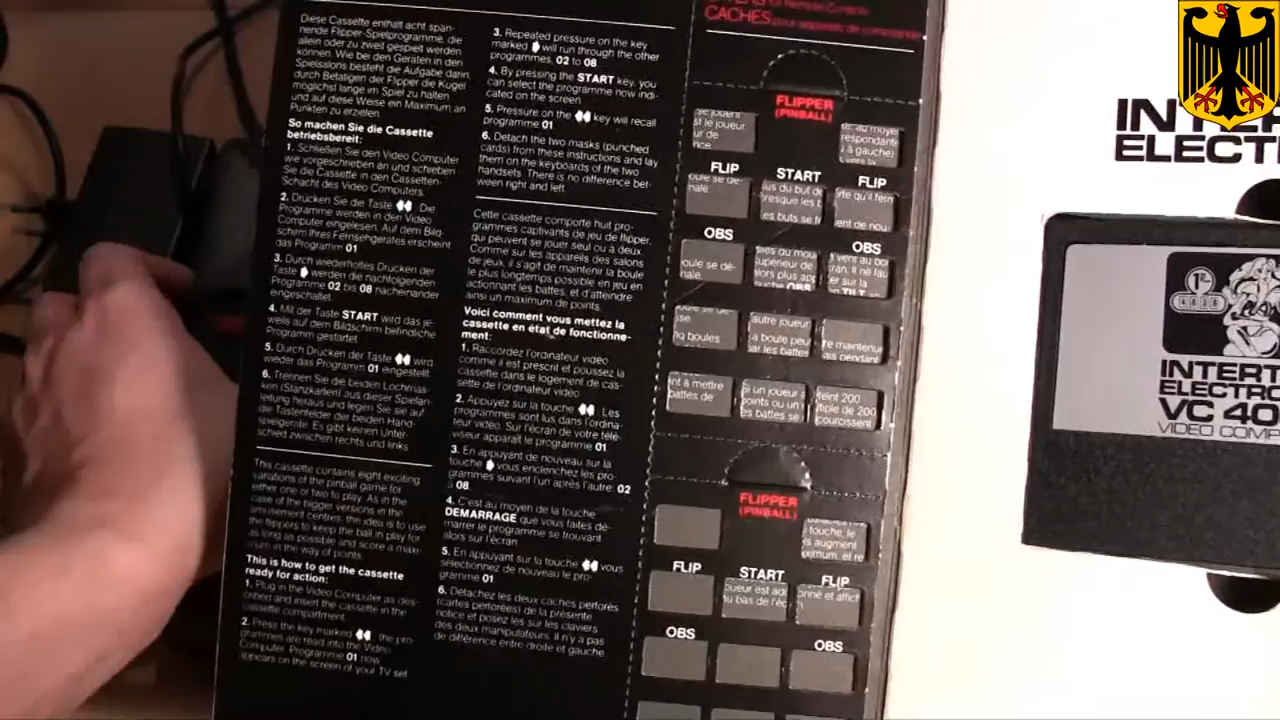 Diese Cassette enthält acht span-
nende Flipper-Spielprogramme, die
allein oder zu zweit gespielt werden
können. Wie bei den Geräten in den
Spielsalons besteht die Aufgabe darin,
durch Betätigen der Flipper die Kugel
möglichst lange im Spiel zu halten
und auf diese Weise ein Maximum an
Punkten zu erzielen.
So machen Sie die Cassette
betriebsbereit:
1. Schließen Sie den Video Computer
wie vorgeschrieben an und schieben
Sie die Cassette in den Cassetten-
Schacht des Video Computers.
2. Drücken Sie die Taste Die
Programme werden in den Video
Computer eingelesen. Auf dem Bild-
schirm Ihres Fernsehgerätes erscheint
das Programm 01
3. Durch wiederholtes Drücken der
Taste werden die nachfolgenden
Programme 02 bis 08 nacheinander
eingeschaltet.
4. Mit der Taste START wird das je-
weils auf dem Bildschirm befindliche
Programm gestartet.
5. Durch Drücken der Taste wird
wieder das Programm 01 eingestellt.
6. Trennen Sie die beiden Lochmas-
ken (Stanzkarten) aus dieser Spielan-
leitung heraus und legen Sie sie auf
die Tastenfelder der beiden Hand-
spielgeräte. Es gibt keinen Unter-
schied zwischen rechts und links.
This cassette contains eight exciting
variations of the pinball game for
either one or two to play. As in the
case of the bigger versions in the
amusement centres, the idea is to use
the flippers to keep the ball in play for
as long as possible and score a maxi-
mum in the way of points.
This is how to get the cassette
ready for action:
1. Plug in the Video Computer as des-
cribed and insert the cassette in the
cassette compartment.
2. Press the key marked the pro-
grammes are read into the Video
Computer. Programme 01 now
appears on the screen of your TV set
3. Repeated pressure on the key
marked will run through the other
programmes, 02 to 08.
4. By pressing the START key, you
can select the programme now indi-
cated on the screen.
5. Pressure on the key will recall
programme 01
6. Detach the two masks (punched
cards) from these instructions and lay
them on the keyboards of the two
handsets. There is no difference bet-
ween right and left.
Cette cassette comporte huit pro-
grammes captivants de jeu de flipper,
qui peuvent se jouer seul ou à deux.
Comme sur les appareils des salons
de jeux, il s'agit de maintenir la boule
le plus longtemps possible en jeu en
actionnant les battes, et d'atteindre
ainsi un maximum de points.
Voici comment vous mettez la
cassette en état de fonctionne-
ment:
1. Raccordez l'ordinateur vidéo
comme il est prescrit et poussez la
cassette dans le logement de cas-
sette de l'ordinateur vidéo
2. Appuyez sur la touche Les
programmes sont lus dans l'ordina-
teur vidéo. Sur l'écran de votre télé-
viseur apparaît le programme 01
3. En appuyant de nouveau sur la
touche vous enclenchez les pro-
grammes suivant l'un après l'autre: 02
à 08.
4. C'est au moyen de la touche
DEMARRAGE que vous faites dé-
marrer le programme se trouvant
alors sur l'écran
5. En appuyant sur la touche vous
sélectionnez de nouveau le pro-
gramme 01
6. Détachez les deux caches perforés
(cartes perforées) de la présente
notice et posez les sur les claviers
des deux manipulateurs. Il n'y a pas
de différence entre droite et gauche.
CACHES pour appareils de commande
FLIPPER
(PINBALL)
FLIP START FLIP
OBS OBS
FLIPPER
(PINBALL)
FLIP START FLIP
OBS OBS
INTER
ELECTR
INTERT
ELECTRO
VC 40
VIDEO COMP